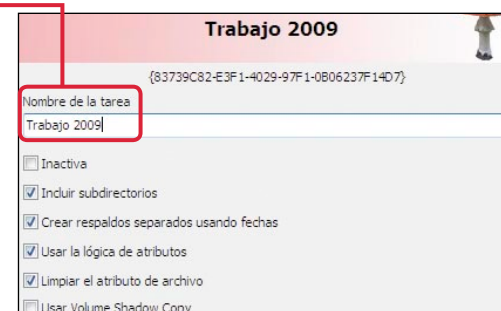 Trabajo 2009
{83739C82-E3F1-4029-97F1-0B06237F14D7}
Nombre de la tarea
Trabajo 2009
Inactiva
Incluir subdirectorios
Crear respaldos separados usando fechas
Usar la lógica de atributos
Limpiar el atributo de archivo
Usar Volume Shadow Copy